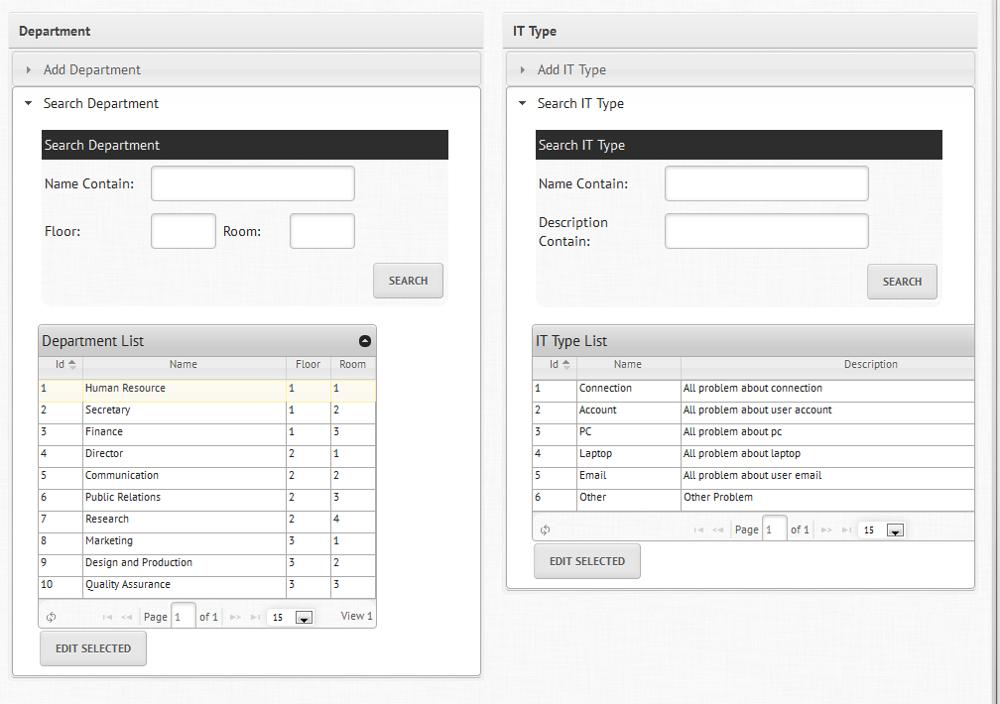 Department
Add Department
Search Department
Search Department
Name Contain:
Floor: Room:
SEARCH
Department List
Id Name Floor Room
1 Human Resource 1 1
2 Secretary 1 2
3 Finance 1 3
4 Director 2 1
5 Communication 2 2
6 Public Relations 2 3
7 Research 2 4
8 Marketing 3 1
9 Design and Production 3 2
10 Quality Assurance 3 3
Page 1 of 1 15 View 1
EDIT SELECTED
IT Type
Add IT Type
Search IT Type
Search IT Type
Name Contain:
Description
Contain:
SEARCH
IT Type List
Id Name Description
1 Connection All problem about connection
2 Account All problem about user account
3 PC All problem about pc
4 Laptop All problem about laptop
5 Email All problem about user email
6 Other Other Problem
Page 1 of 1 15
EDIT SELECTED